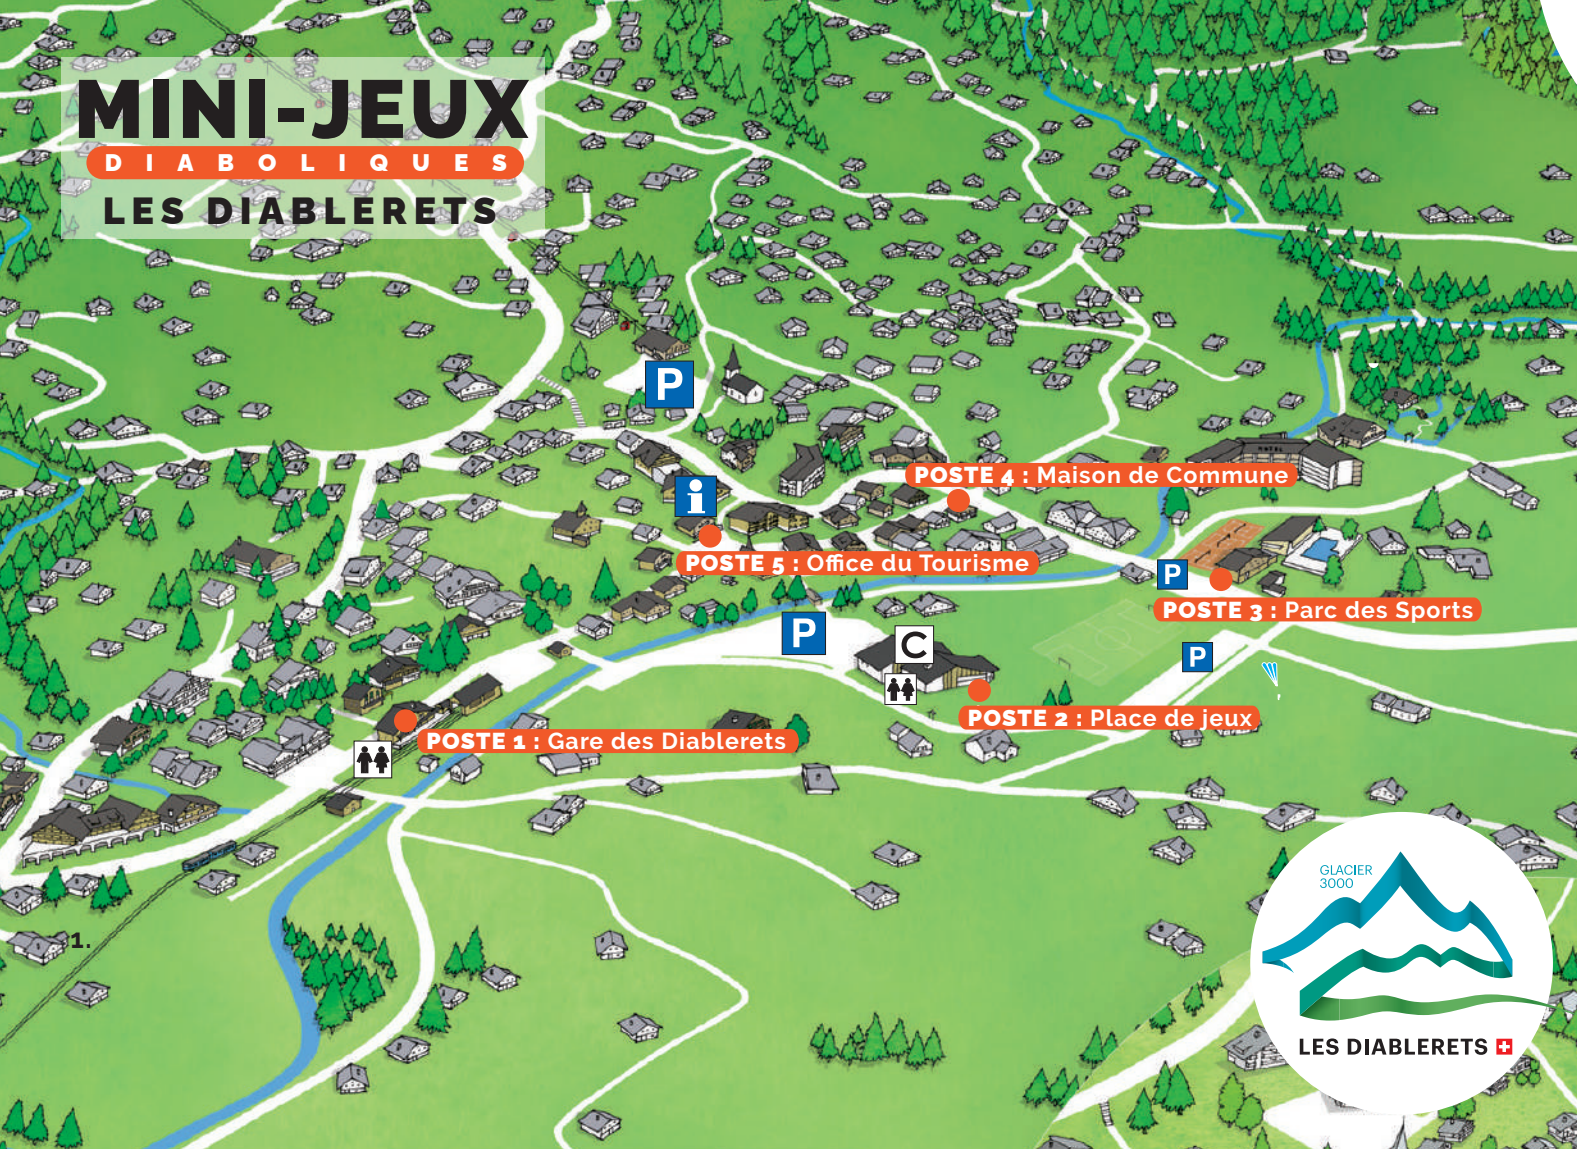 MINI-JEUX
DIABOLIQUES
LES DIABLERETS
P
HOTEL
POSTE 4 : Maison de Commune
i
POSTE 5 : Office du Tourisme
P
POSTE 3 : Parc des Sports
P
C
P
POSTE 2 : Place de jeux
POSTE 1 : Gare des Diablerets
GLACIER
3000
1.
LES DIABLERETS